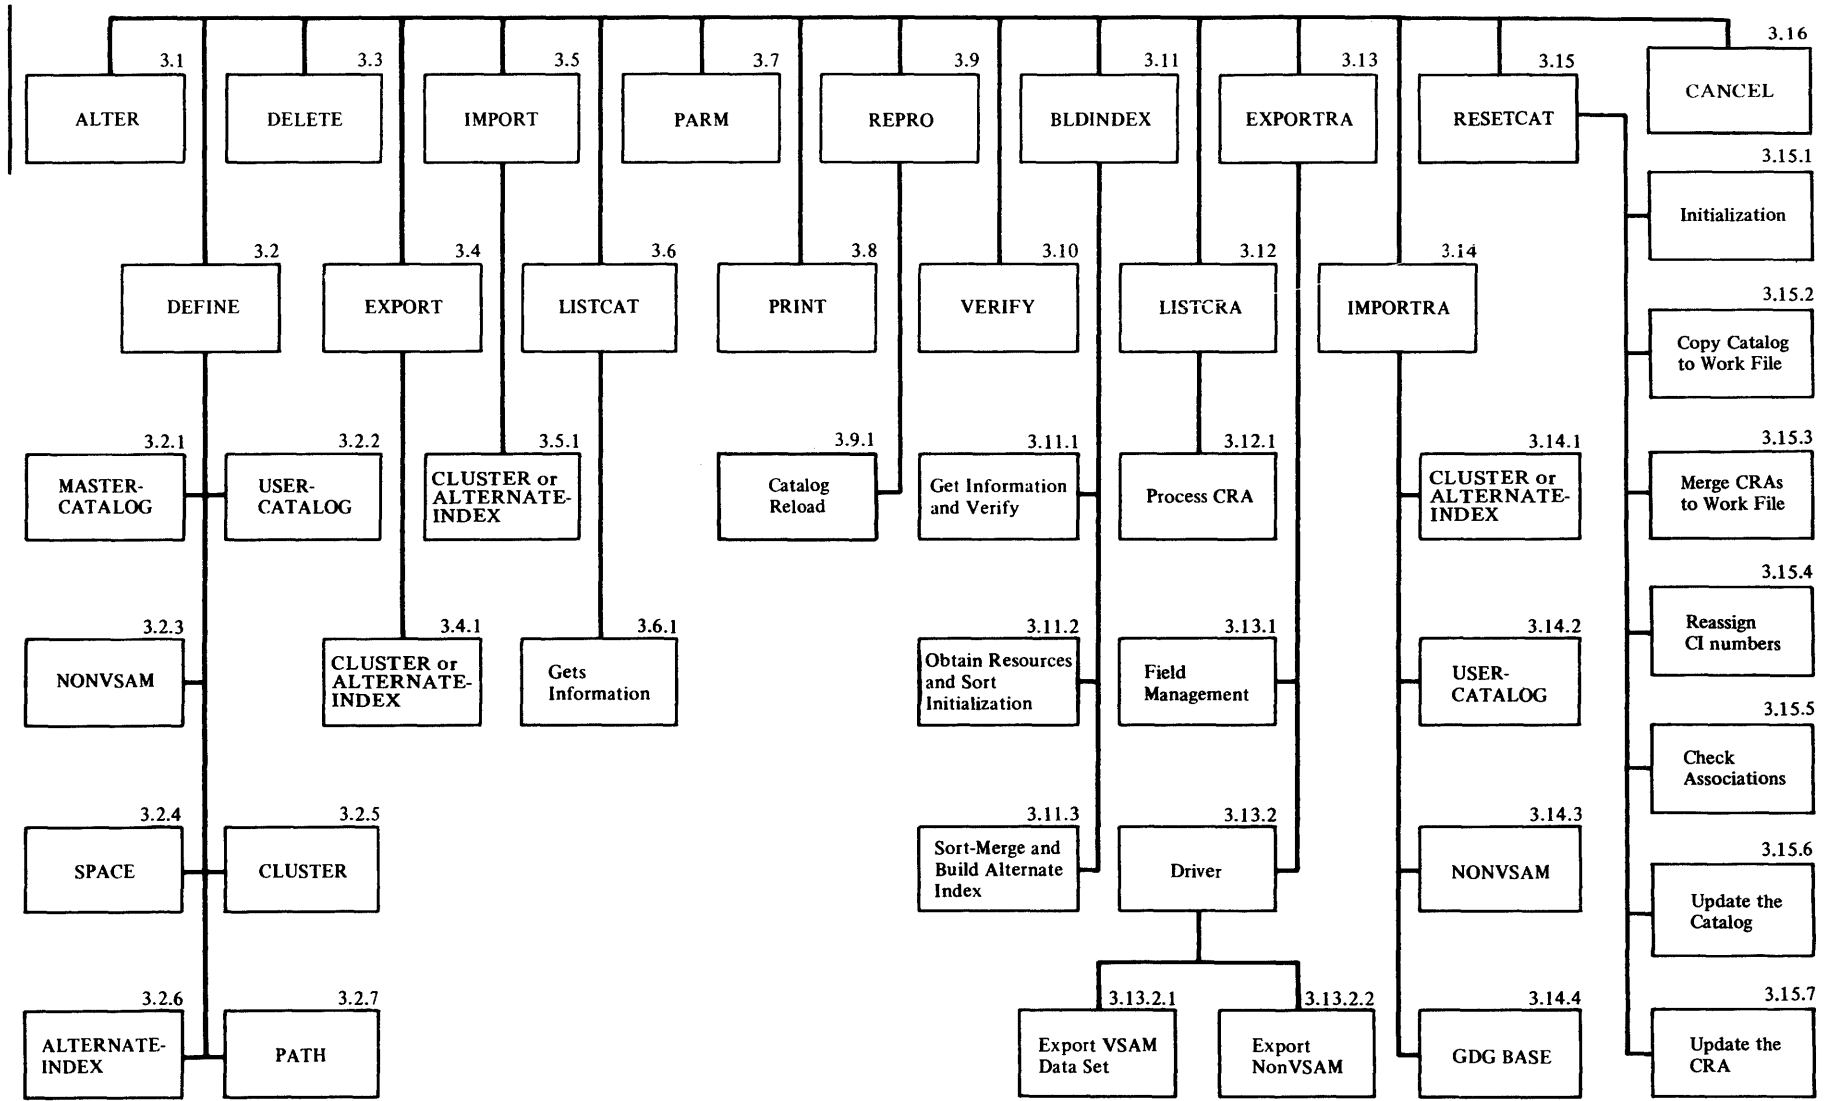 3.1
ALTER
3.3
DELETE
3.5
IMPORT
3.7
PARM
3.9
REPRO
3.11
BLDINDEX
3.13
EXPORTRA
3.15
RESETCAT
3.16
CANCEL
3.2
DEFINE
3.4
EXPORT
3.6
LISTCAT
3.8
PRINT
3.10
VERIFY
3.12
LISTCRA
3.14
IMPORTRA
3.15.1
Initialization
3.15.2
Copy Catalog
to Work File
3.2.1
MASTER-
CATALOG
3.2.2
USER-
CATALOG
3.5.1
CLUSTER or
ALTERNATE-
INDEX
3.9.1
Catalog
Reload
3.11.1
Get Information
and Verify
3.12.1
Process CRA
3.14.1
CLUSTER or
ALTERNATE-
INDEX
3.15.3
Merge CRAs
to Work File
3.15.4
Reassign
CI numbers
3.2.3
NONVSAM
3.4.1
CLUSTER or
ALTERNATE-
INDEX
3.6.1
Gets
Information
3.11.2
Obtain Resources
and Sort
Initialization
3.13.1
Field
Management
3.14.2
USER-
CATALOG
3.15.5
Check
Associations
3.2.4
SPACE
3.2.5
CLUSTER
3.11.3
Sort-Merge and
Build Alternate
Index
3.13.2
Driver
3.14.3
NONVSAM
3.15.6
Update the
Catalog
3.2.6
ALTERNATE-
INDEX
3.2.7
PATH
3.13.2.1
Export VSAM
Data Set
3.13.2.2
Export
NonVSAM
3.14.4
GDG BASE
3.15.7
Update the
CRA